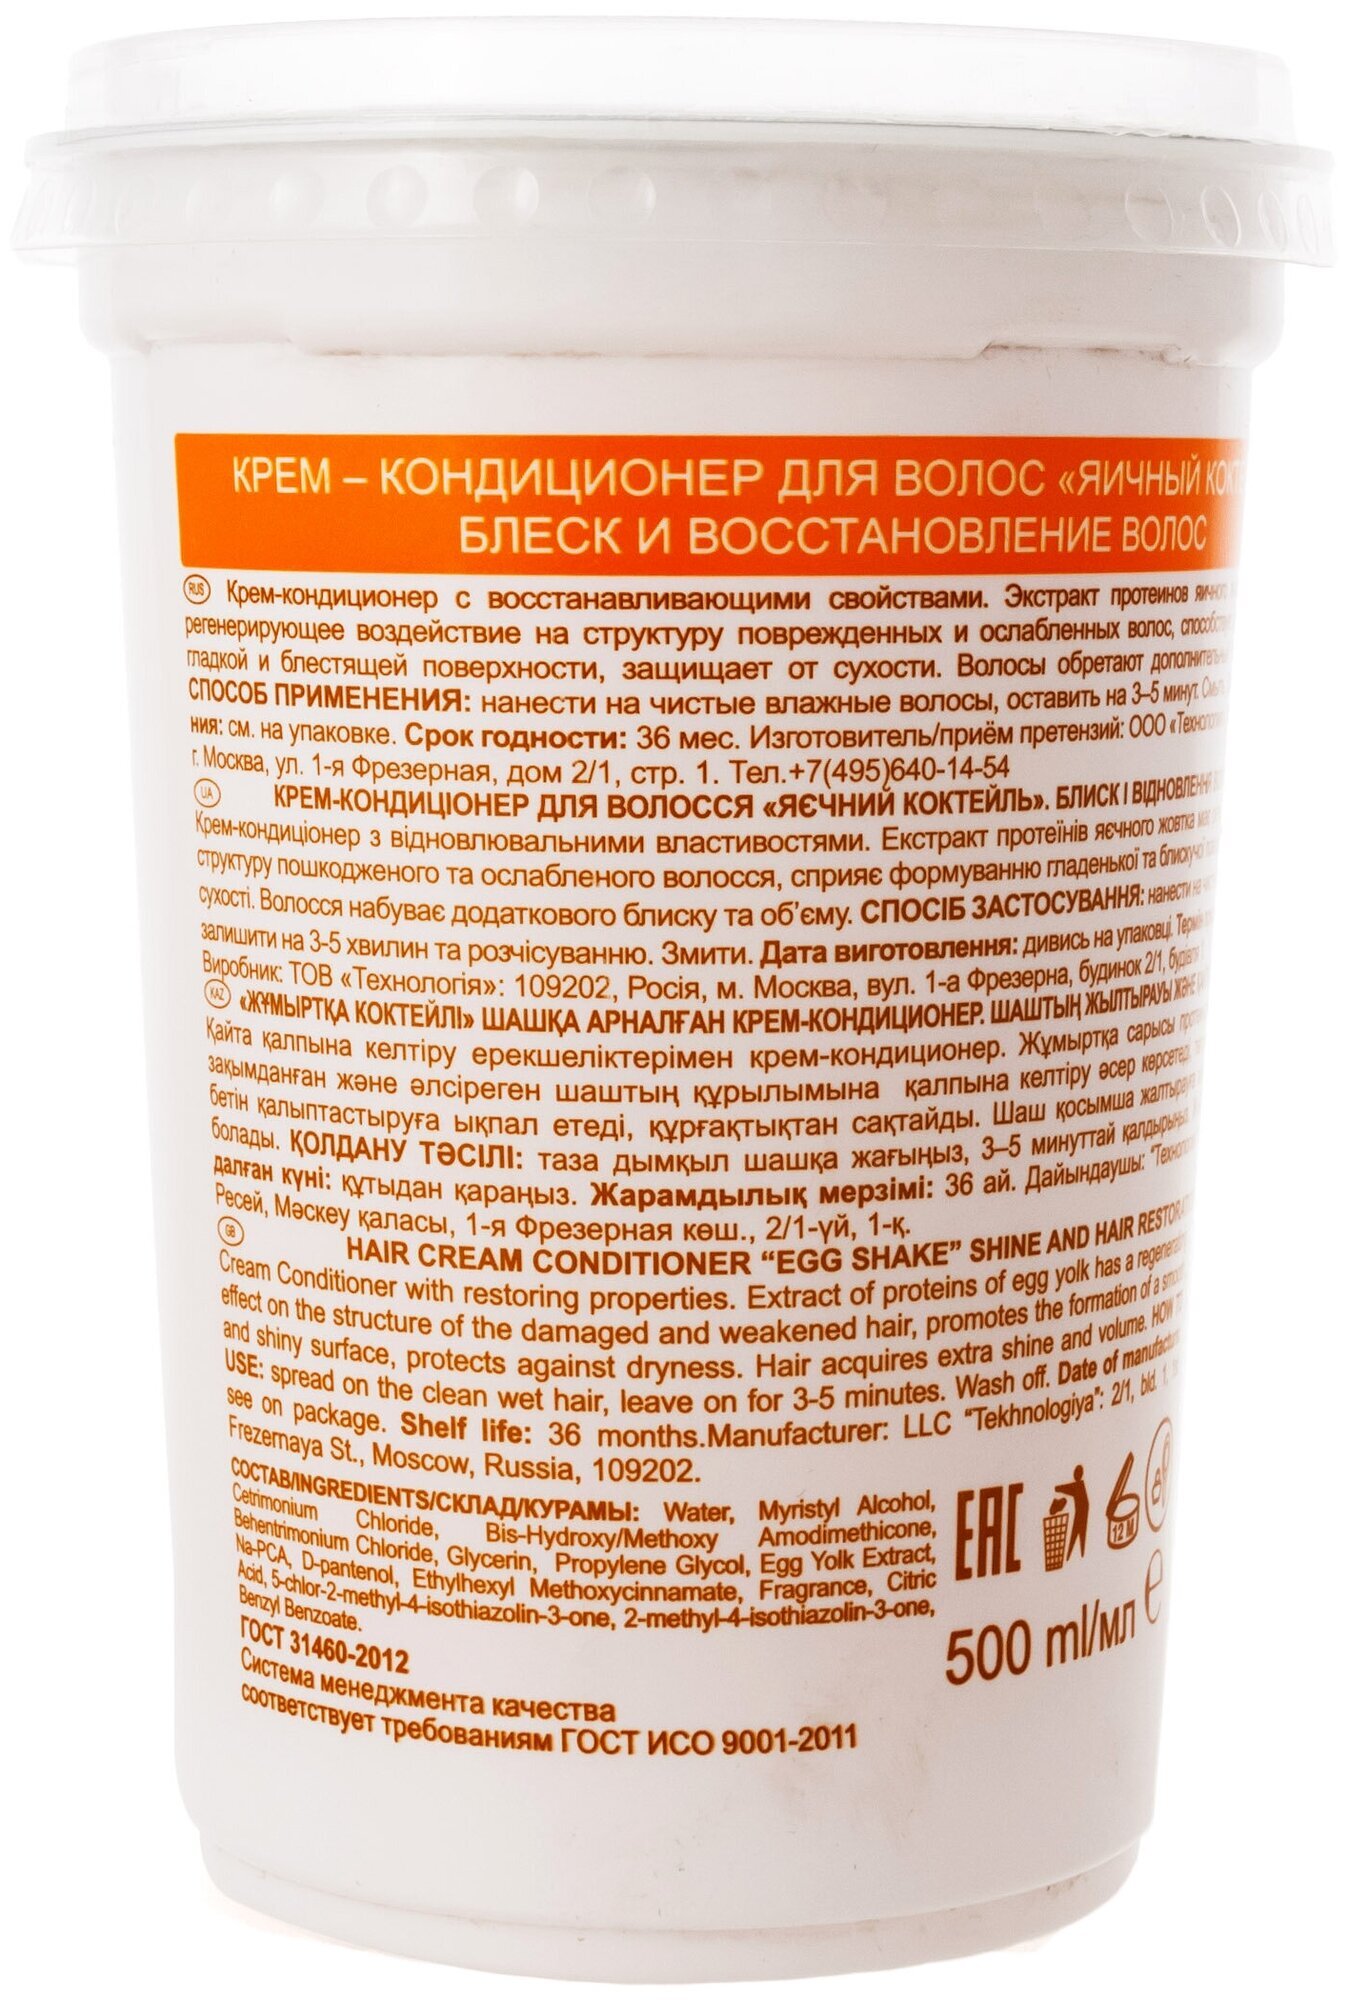 КРЕМ – КОНДИЦИОНЕР ДЛЯ ВОЛОС «ЯИЧНЫЙ
БЛЕСК И ВОССТАНОВЛЕНИЕ ВОЛОС
RUS Крем-кондиционер с восстанавливающими свойствами. Экстракт протеинов яичного
регенерирующее воздействие на структуру поврежденных и ослабленных волос,
гладкой и блестящей поверхности, защищает от сухости. Волосы обретают
СПОСОБ ПРИМЕНЕНИЯ: нанести на чистые влажные волосы, оставить на 3–5 минут.
ния: см. на упаковке. Срок годности: 36 мес. Изготовитель/приём претензий: ООО
г. Москва, ул. 1-я Фрезерная, дом 2/1, стр. 1. Тел.+7(495)640-14-54
UA КРЕМ-КОНДИЦІОНЕР ДЛЯ ВОЛОССЯ «ЯЄЧНИЙ КОКТЕЙЛЬ». БЛИСК І ВІДНОВЛЕННЯ
Крем-кондиціонер з відновлювальними властивостями. Екстракт протеїнів яєчного жовтка має
структуру пошкодженого та ослабленого волосся, сприяє формуванню гладенької та блискучої
сухості. Волосся набуває додаткового блиску та об’єму. СПОСІБ ЗАСТОСУВАННЯ: нанести на
залишити на 3-5 хвилин та розчісуванню. Змити. Дата виготовлення: дивись на упаковці.
Виробник: ТОВ «Технологія»: 109202, Росія, м. Москва, вул. 1-а Фрезерна, будинок 2/1, будівля
KAZ «ЖҰМЫРТҚА КОКТЕЙЛІ» ШАШҚА АРНАЛҒАН КРЕМ-КОНДИЦИОНЕР. ШАШТЫҢ ЖЫЛТЫРАУЫ ЖӘНЕ
Қайта қалпына келтіру ерекшеліктерімен крем-кондиционер. Жұмыртқа сарысы
зақымданған және әлсіреген шаштың құрылымына қалпына келтіру әсер көрсетеді,
бетін қалыптастыруға ықпал етеді, құрғақтықтан сақтайды. Шаш қосымша
болады. ҚОЛДАНУ ТӘСІЛІ: таза дымқыл шашқа жағыңыз, 3–5 минуттай қалдырыңыз.
далған күні: құтыдан қараңыз. Жарамдылық мерзімі: 36 ай. Дайындаушы:
Ресей, Мәскеу қаласы, 1-я Фрезерная көш., 2/1-үй, 1-қ.
GB HAIR CREAM CONDITIONER “EGG SHAKE” SHINE AND HAIR
Cream Conditioner with restoring properties. Extract of proteins of egg yolk has a
effect on the structure of the damaged and weakened hair, promotes the formation of a
and shiny surface, protects against dryness. Hair acquires extra shine and volume. HOW
USE: spread on the clean wet hair, leave on for 3-5 minutes. Wash off. Date of
see on package. Shelf life: 36 months.Manufacturer: LLC “Tekhnologiya”: 2/1, bld. 1,
Frezernaya St., Moscow, Russia, 109202.
СОСТАВ/INGREDIENTS/СКЛАД/КУРАМЫ: Water, Myristyl Alcohol,
Cetrimonium Chloride, Bis-Hydroxy/Methoxy Amodimethicone,
Behentrimonium Chloride, Glycerin, Propylene Glycol, Egg Yolk Extract,
Na-PCA, D-pantenol, Ethylhexyl Methoxycinnamate, Fragrance, Citric
Acid, 5-chlor-2-methyl-4-isothiazolin-3-one, 2-methyl-4-isothiazolin-3-one,
Benzyl Benzoate.
ГОСТ 31460-2012
Система менеджмента качества
соответствует требованиям ГОСТ ИСО 9001-2011
EAC
12 M
500 ml/мл e